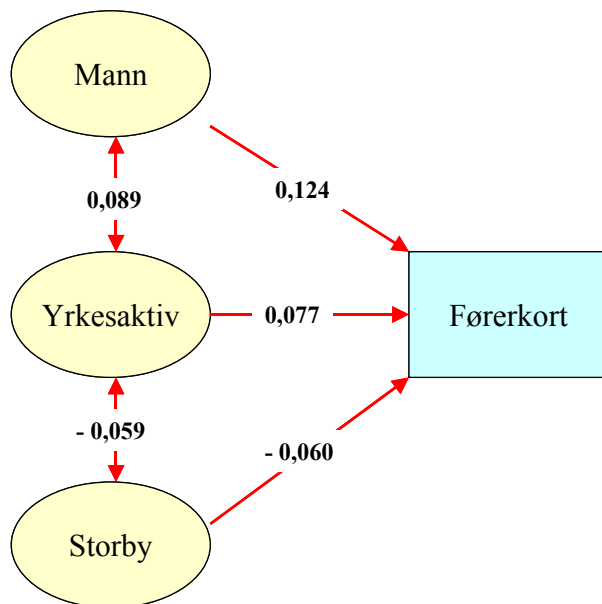 Mann
0,124
0,089
Yrkesaktiv
0,077
Førerkort
- 0,059
- 0,060
Storby